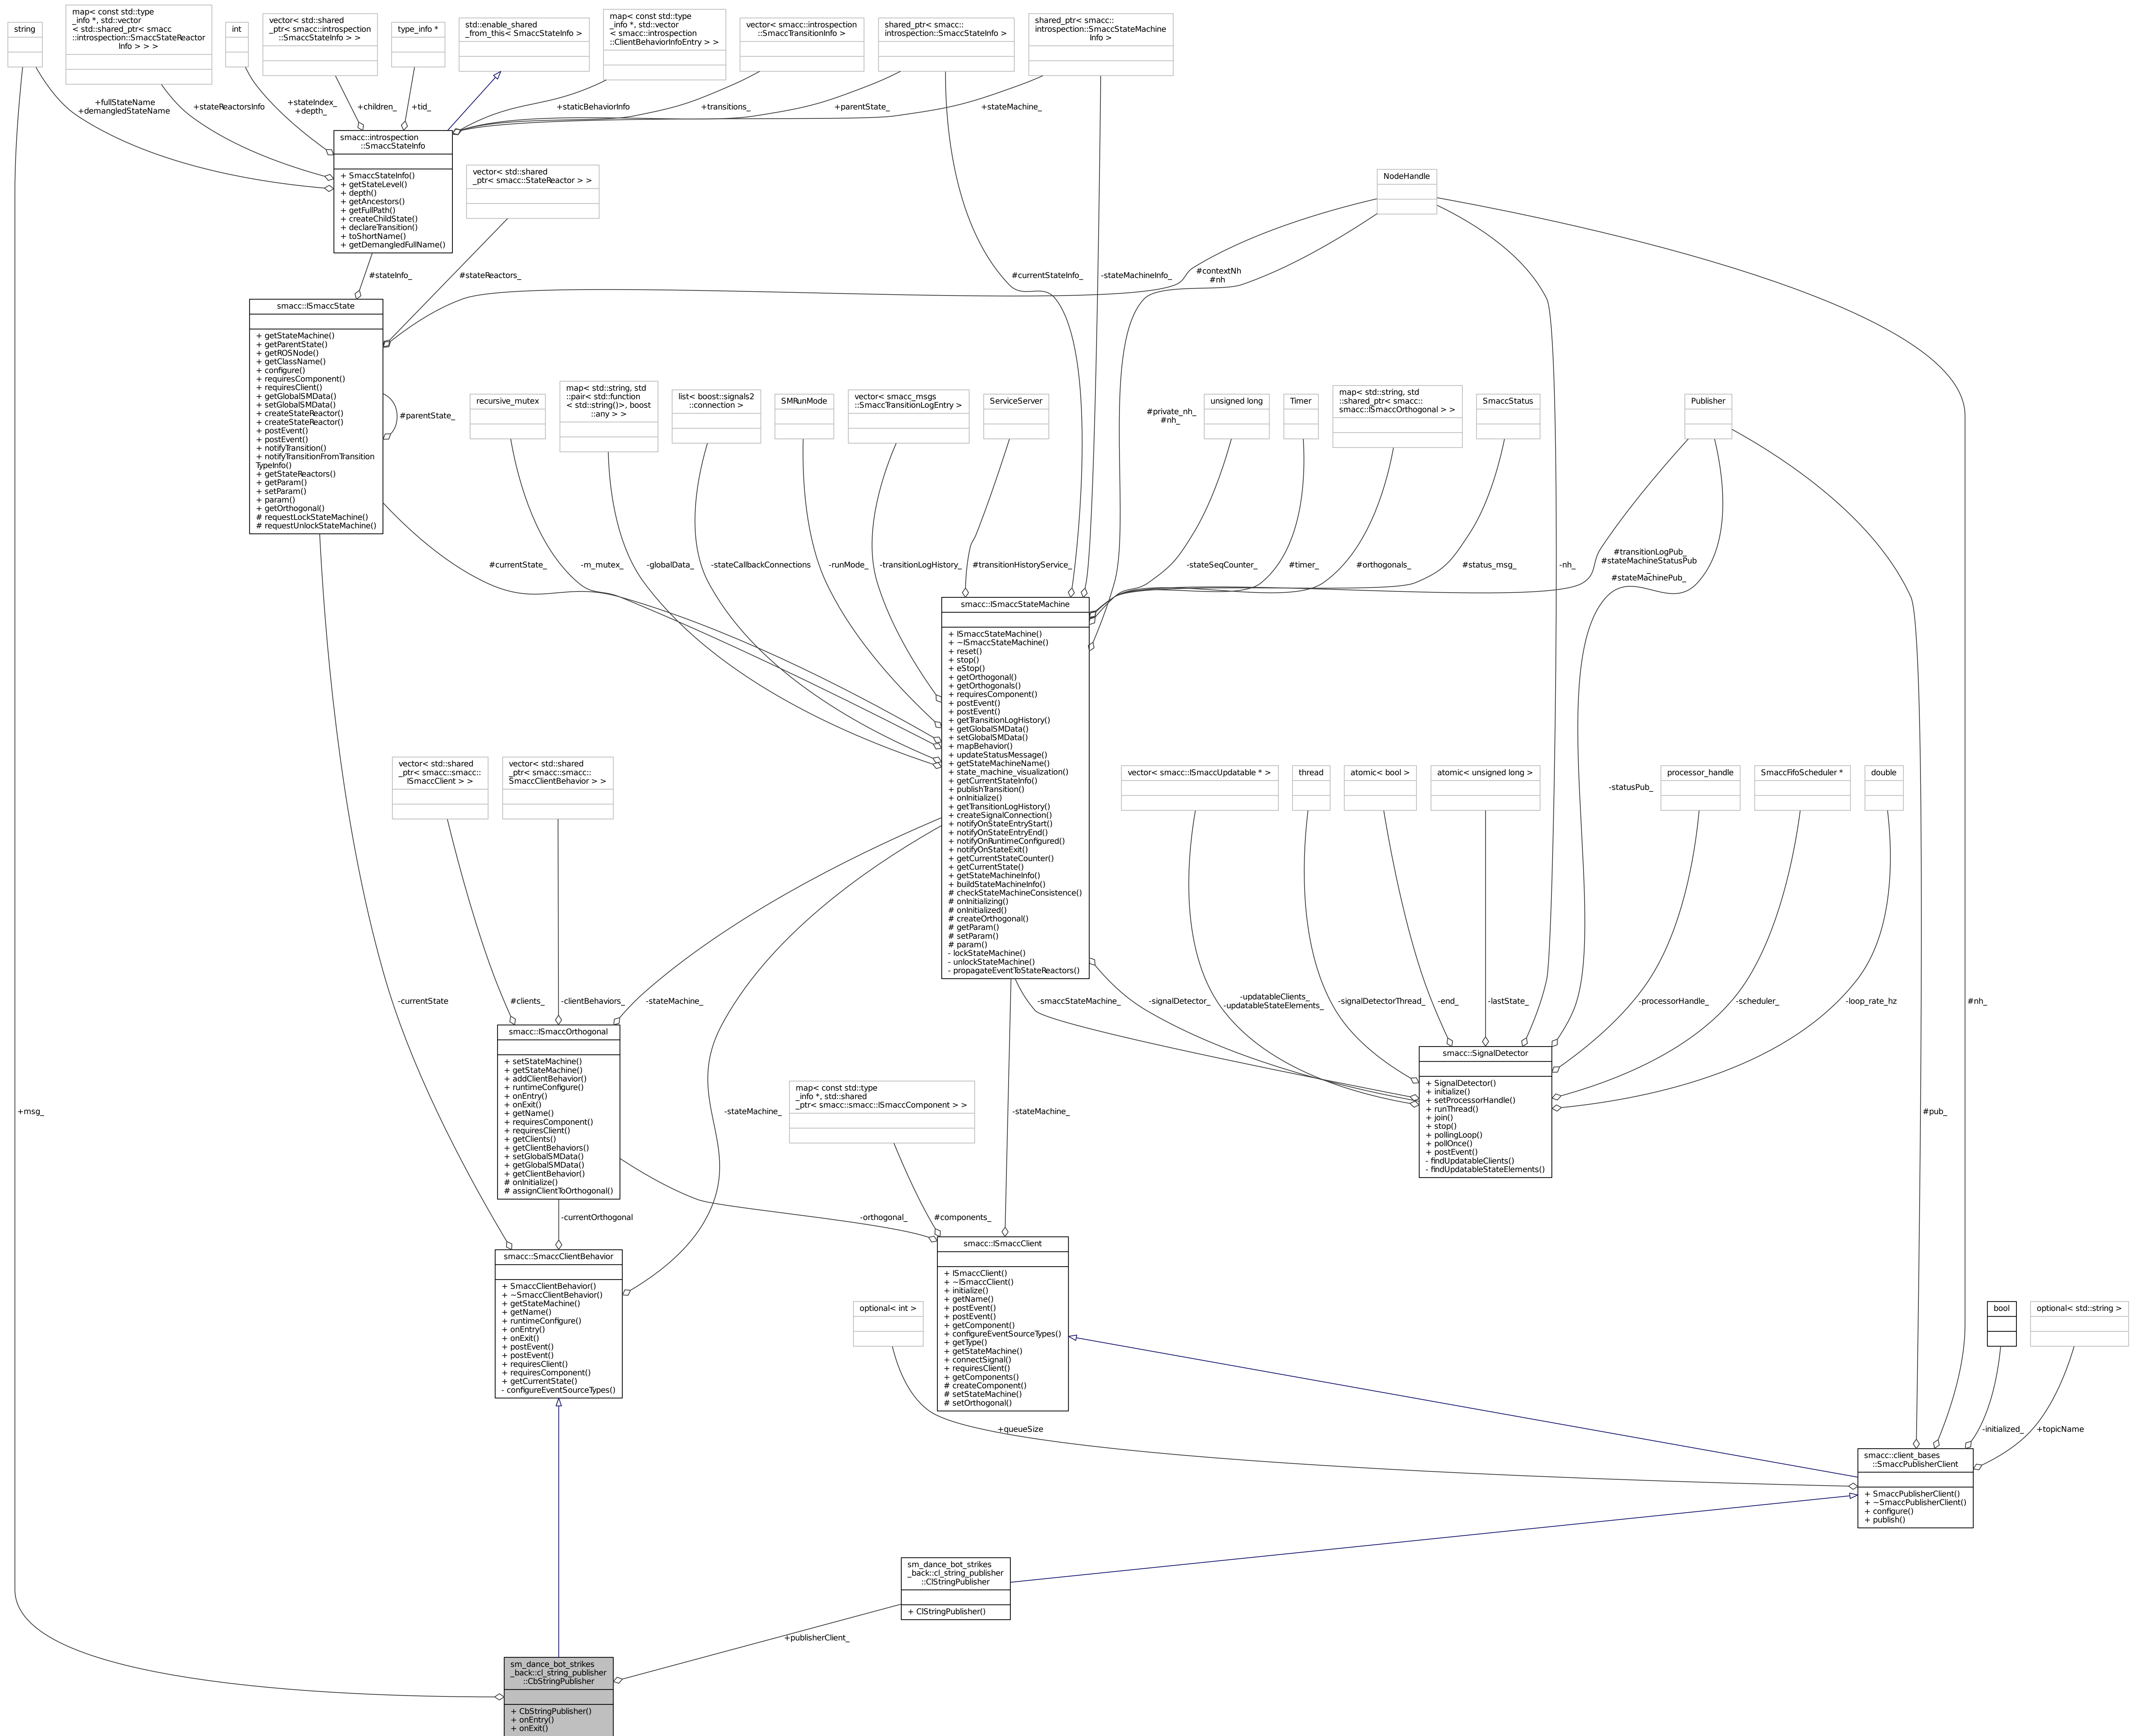 string
map< const std::type
_info *, std::vector
< std::shared_ptr< smacc
::introspection::SmaccStateReactor
Info > > >
int
vector< std::shared
_ptr< smacc::introspection
::SmaccStateInfo > >
type_info *
std::enable_shared
_from_this< SmaccStateInfo >
map< const std::type
_info *, std::vector
< smacc::introspection
::ClientBehaviorInfoEntry > >
vector< smacc::introspection
::SmaccTransitionInfo >
shared_ptr< smacc::
introspection::SmaccStateInfo >
shared_ptr< smacc::
introspection::SmaccStateMachine
Info >
+fullStateName
+demangledStateName
+stateReactorsInfo
+stateIndex_
+depth_
+children_
+tid_
+staticBehaviorInfo
+transitions_
+parentState_
+stateMachine_
smacc::introspection
::SmaccStateInfo
+ SmaccStateInfo()
+ getStateLevel()
+ depth()
+ getAncestors()
+ getFullPath()
+ createChildState()
+ declareTransition()
+ toShortName()
+ getDemangledFullName()
vector< std::shared
_ptr< smacc::StateReactor > >
NodeHandle
#stateInfo_
#stateReactors_
#currentStateInfo_
-stateMachineInfo_
#contextNh
#nh
smacc::ISmaccState
+ getStateMachine()
+ getParentState()
+ getROSNode()
+ getClassName()
+ configure()
+ requiresComponent()
+ requiresClient()
+ getGlobalSMData()
+ setGlobalSMData()
+ createStateReactor()
+ createStateReactor()
+ postEvent()
+ postEvent()
+ notifyTransition()
+ notifyTransitionFromTransition
TypeInfo()
+ getStateReactors()
+ getParam()
+ setParam()
+ param()
+ getOrthogonal()
# requestLockStateMachine()
# requestUnlockStateMachine()
#parentState_
recursive_mutex
map< std::string, std
::pair< std::function
< std::string()>, boost
::any > >
list< boost::signals2
::connection >
SMRunMode
vector< smacc_msgs
::SmaccTransitionLogEntry >
ServiceServer
#private_nh_
#nh_
unsigned long
Timer
map< std::string, std
::shared_ptr< smacc::
smacc::ISmaccOrthogonal > >
SmaccStatus
Publisher
#currentState_
-m_mutex_
-globalData_
-stateCallbackConnections
-runMode_
-transitionLogHistory_
#transitionHistoryService_
-stateSeqCounter_
#timer_
#orthogonals_
#status_msg_
-nh_
#transitionLogPub_
#stateMachineStatusPub
_
#stateMachinePub_
smacc::ISmaccStateMachine
+ ISmaccStateMachine()
+ ~ISmaccStateMachine()
+ reset()
+ stop()
+ eStop()
+ getOrthogonal()
+ getOrthogonals()
+ requiresComponent()
+ postEvent()
+ postEvent()
+ getTransitionLogHistory()
+ getGlobalSMData()
+ setGlobalSMData()
+ mapBehavior()
+ updateStatusMessage()
+ getStateMachineName()
+ state_machine_visualization()
+ getCurrentStateInfo()
+ publishTransition()
+ onInitialize()
+ getTransitionLogHistory()
+ createSignalConnection()
+ notifyOnStateEntryStart()
+ notifyOnStateEntryEnd()
+ notifyOnRuntimeConfigured()
+ notifyOnStateExit()
+ getCurrentStateCounter()
+ getCurrentState()
+ getStateMachineInfo()
+ buildStateMachineInfo()
# checkStateMachineConsistence()
# onInitializing()
# onInitialized()
# createOrthogonal()
# getParam()
# setParam()
# param()
- lockStateMachine()
- unlockStateMachine()
- propagateEventToStateReactors()
vector< std::shared
_ptr< smacc::smacc::
ISmaccClient > >
vector< std::shared
_ptr< smacc::smacc::
SmaccClientBehavior > >
vector< smacc::ISmaccUpdatable * >
thread
atomic< bool >
atomic< unsigned long >
-statusPub_
processor_handle
SmaccFifoScheduler *
double
-currentState
#clients_
-clientBehaviors_
-stateMachine_
-smaccStateMachine_
-signalDetector_
-updatableClients_
-updatableStateElements_
-signalDetectorThread_
-end_
-lastState_
-processorHandle_
-scheduler_
-loop_rate_hz
#nh_
smacc::ISmaccOrthogonal
+ setStateMachine()
+ getStateMachine()
+ addClientBehavior()
+ runtimeConfigure()
+ onEntry()
+ onExit()
+ getName()
+ requiresComponent()
+ requiresClient()
+ getClients()
+ getClientBehaviors()
+ setGlobalSMData()
+ getGlobalSMData()
+ getClientBehavior()
# onInitialize()
# assignClientToOrthogonal()
smacc::SignalDetector
+ SignalDetector()
+ initialize()
+ setProcessorHandle()
+ runThread()
+ join()
+ stop()
+ pollingLoop()
+ pollOnce()
+ postEvent()
- findUpdatableClients()
- findUpdatableStateElements()
map< const std::type
_info *, std::shared
_ptr< smacc::smacc::ISmaccComponent > >
+msg_
-stateMachine_
-stateMachine_
#pub_
-currentOrthogonal
-orthogonal_
#components_
smacc::SmaccClientBehavior
+ SmaccClientBehavior()
+ ~SmaccClientBehavior()
+ getStateMachine()
+ getName()
+ runtimeConfigure()
+ onEntry()
+ onExit()
+ postEvent()
+ postEvent()
+ requiresClient()
+ requiresComponent()
+ getCurrentState()
- configureEventSourceTypes()
smacc::ISmaccClient
+ ISmaccClient()
+ ~ISmaccClient()
+ initialize()
+ getName()
+ postEvent()
+ postEvent()
+ getComponent()
+ configureEventSourceTypes()
+ getType()
+ getStateMachine()
+ connectSignal()
+ requiresClient()
+ getComponents()
# createComponent()
# setStateMachine()
# setOrthogonal()
optional< int >
bool
optional< std::string >
+queueSize
-initialized_
+topicName
smacc::client_bases
::SmaccPublisherClient
+ SmaccPublisherClient()
+ ~SmaccPublisherClient()
+ configure()
+ publish()
sm_dance_bot_strikes
_back::cl_string_publisher
::ClStringPublisher
+ ClStringPublisher()
+publisherClient_
sm_dance_bot_strikes
_back::cl_string_publisher
::CbStringPublisher
+ CbStringPublisher()
+ onEntry()
+ onExit()